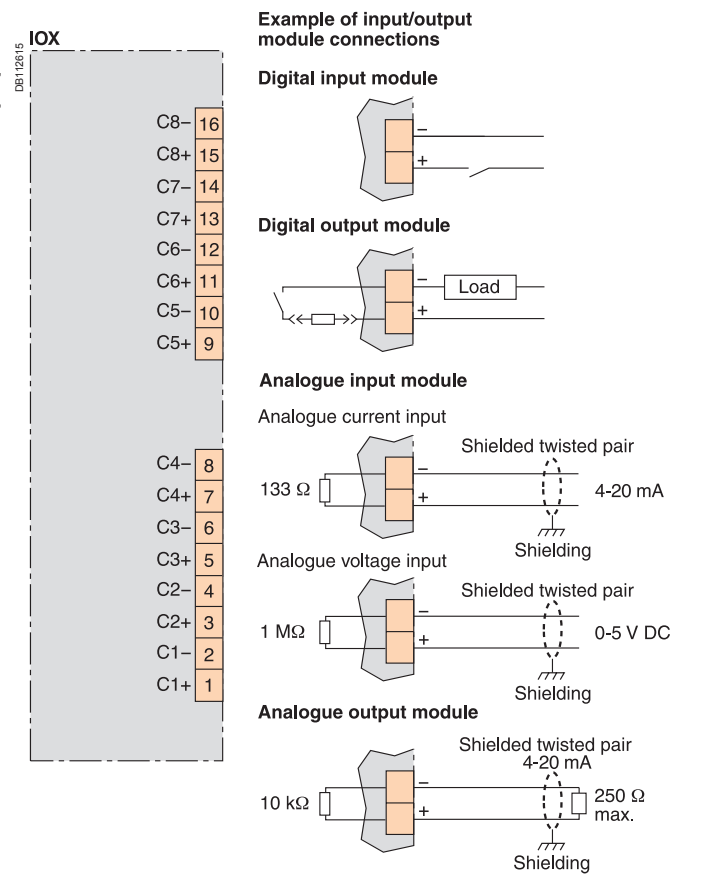 IOX
DB112615
C8– 16
C8+ 15
C7– 14
C7+ 13
C6– 12
C6+ 11
C5– 10
C5+ 9
C4– 8
C4+ 7
C3– 6
C3+ 5
C2– 4
C2+ 3
C1– 2
C1+ 1
Example of input/output
module connections
Digital input module
–
+
Digital output module
–
Load
+
Analogue input module
Analogue current input
Shielded twisted pair
–
133 Ω
+
4-20 mA
Shielding
Analogue voltage input
Shielded twisted pair
–
1 MΩ
+
0-5 V DC
Shielding
Analogue output module
Shielded twisted pair
4-20 mA
–
10 kΩ
+
250 Ω
max.
Shielding